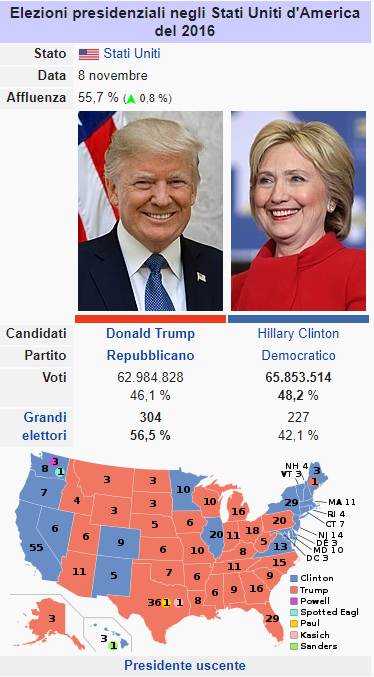 Elezioni presidenziali negli Stati Uniti d'America
del 2016
Stato Stati Uniti
Data 8 novembre
Affluenza 55,7 % (▲ 0,8 %)
Candidati Donald Trump Hillary Clinton
Partito Repubblicano Democratico
Voti 62.984.828 65.853.514
46,1 % 48,2 %
Grandi 304 227
elettori 56,5 % 42,1 %
NH 4
VT 3
3
1
8
3
1
7
4
3
3
10
10
16
29
MA 11
RI 4
CT 7
NJ 14
DE 3
MD 10
DC 3
55
6
6
3
5
6
20
11
18
5
13
9
6
10
20
8
11
5
7
6
11
15
9
36
1
1
8
6
9
16
29
3
3
1
Clinton
Trump
Powell
Spotted Eagl
Paul
Kasich
Sanders
Presidente uscente